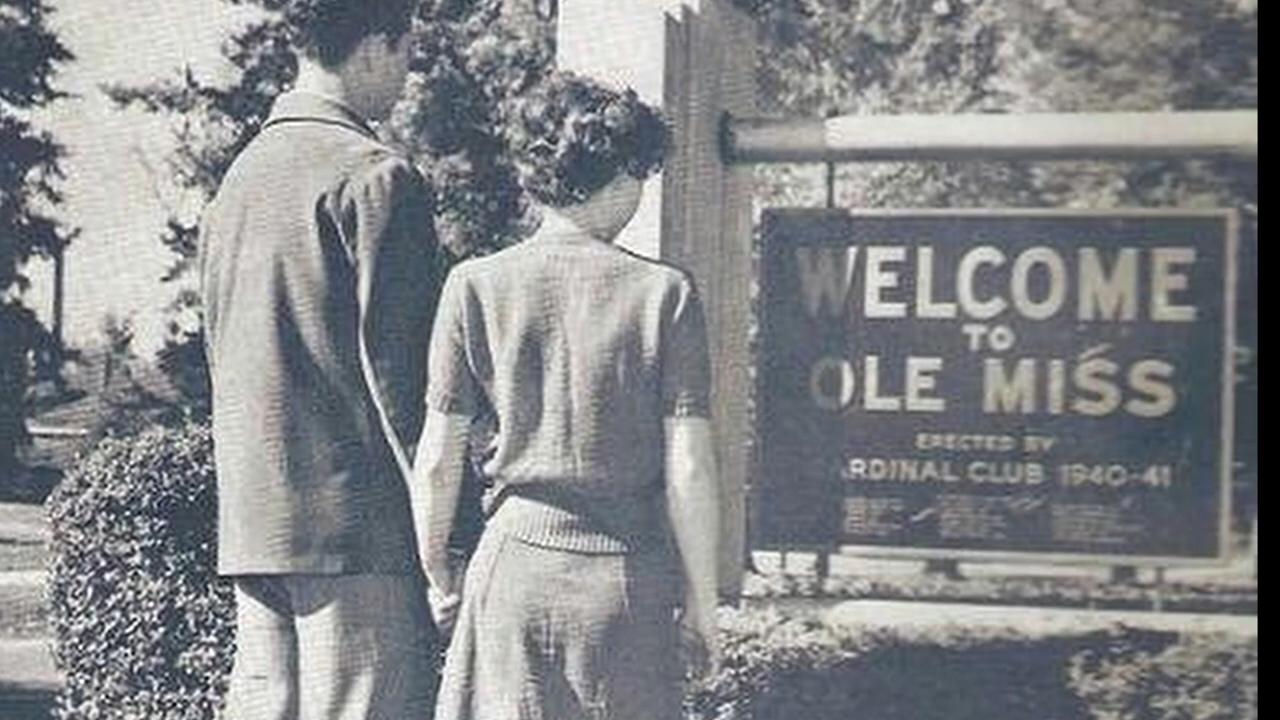 WELCOME
TO
OLE MISS
ERECTED BY
ARDINAL CLUB 1940-41